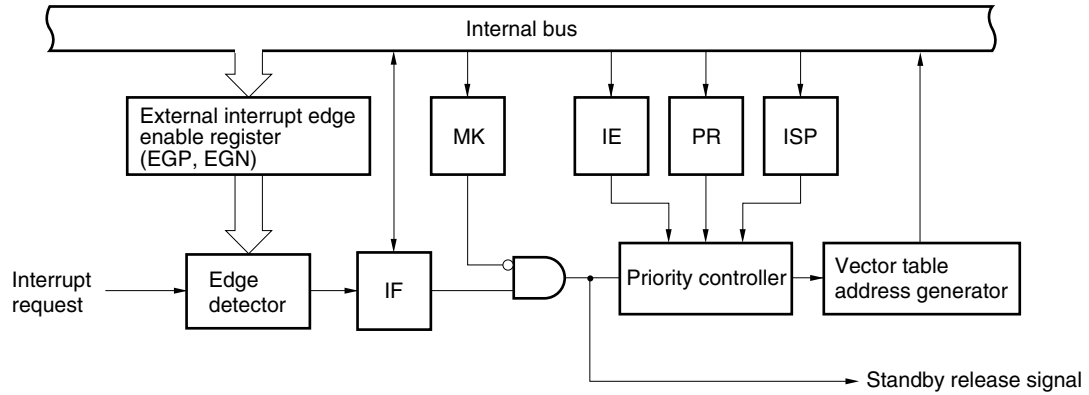 Internal bus
External interrupt edge
enable register
(EGP, EGN)
MK
IE
PR
ISP
Interrupt
request
Edge
detector
IF
Priority controller
Vector table
address generator
Standby release signal